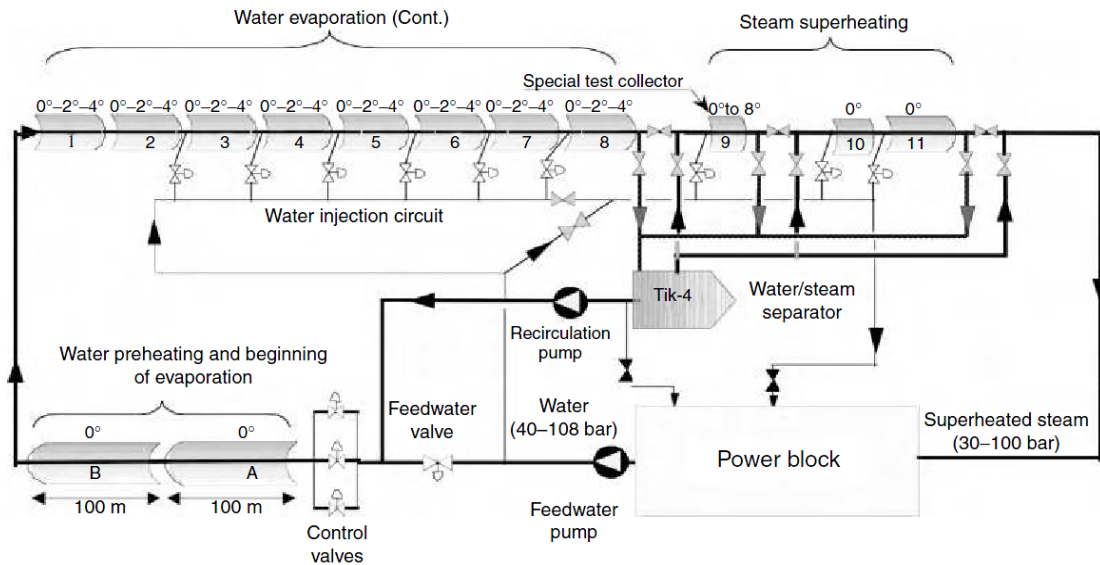 Water evaporation (Cont.)
Steam superheating
Special test collector
0°–2°–4° 0°–2°–4° 0°–2°–4° 0°–2°–4° 0°–2°–4° 0°–2°–4° 0°–2°–4° 0°–2°–4° 0°to 8° 0° 0°
1 2 3 4 5 6 7 8 9 10 11
Water injection circuit
Tik-4
Water/steam
separator
Recirculation
pump
Water preheating and beginning
of evaporation
0° 0°
B A
100 m 100 m
Control
valves
Feedwater
valve
Water
(40–108 bar)
Feedwater
pump
Power block
Superheated steam
(30–100 bar)